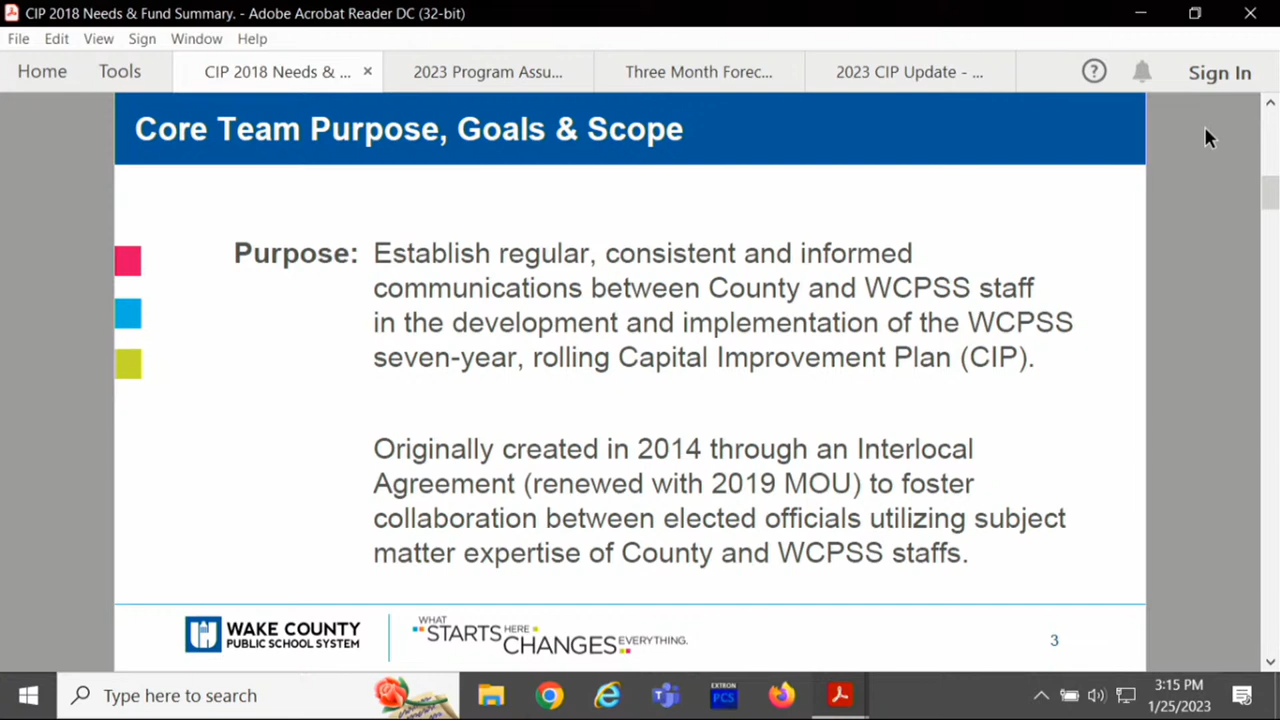 CIP 2018 Needs & Fund Summary. - Adobe Acrobat Reader DC (32-bit)
File Edit View Sign Window Help
Home Tools CIP 2018 Needs & ... × 2023 Program Assu... Three Month Forec... 2023 CIP Update - ... ? Sign In
Core Team Purpose, Goals & Scope
Purpose: Establish regular, consistent and informed
communications between County and WCPSS staff
in the development and implementation of the WCPSS
seven-year, rolling Capital Improvement Plan (CIP).
Originally created in 2014 through an Interlocal
Agreement (renewed with 2019 MOU) to foster
collaboration between elected officials utilizing subject
matter expertise of County and WCPSS staffs.
WAKE COUNTY
PUBLIC SCHOOL SYSTEM
WHAT
STARTS HERE
CHANGES EVERYTHING.
3
Type here to search
EXTRON
PCS
3:15 PM
1/25/2023